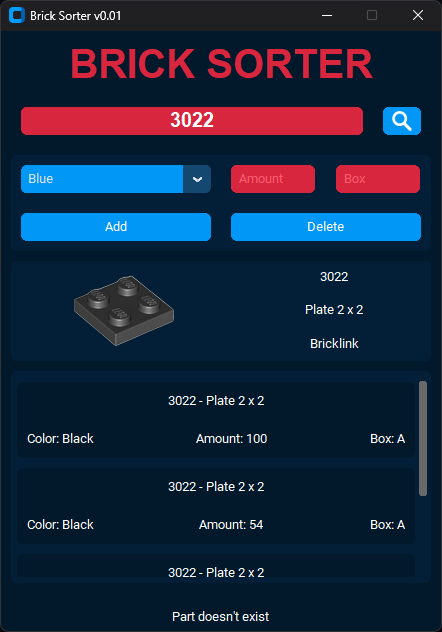 Brick Sorter v0.01
BRICK SORTER
3022
Blue
Amount
Box
Add
Delete
3022
Plate 2 x 2
Bricklink
3022 - Plate 2 x 2
Color: Black Amount: 100 Box: A
3022 - Plate 2 x 2
Color: Black Amount: 54 Box: A
3022 - Plate 2 x 2
Part doesn't exist